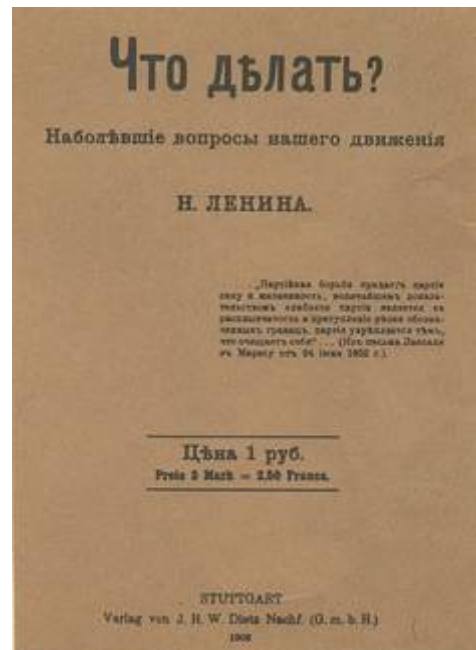 Что дѣлать?
Наболѣвшіе вопросы нашего движенія
Н. ЛЕНИНА.
. . . . . „Партійная борьба придаетъ партіи
силу и жизненность, величайшимъ доказа-
тельствомъ слабости партіи является ея
расплывчатость и притупленіе рѣзко обозна-
ченныхъ границъ, партія укрѣпляется тѣмъ,
что очищаетъ себя“ . . . (Изъ письма Лассаля
къ Марксу отъ 24 іюня 1852 г.).
Цѣна 1 руб.
Preis 2 Mark = 2.50 Francs.
STUTTGART
Verlag von J. H. W. Dietz Nachf. (G. m. b. H.)
1902